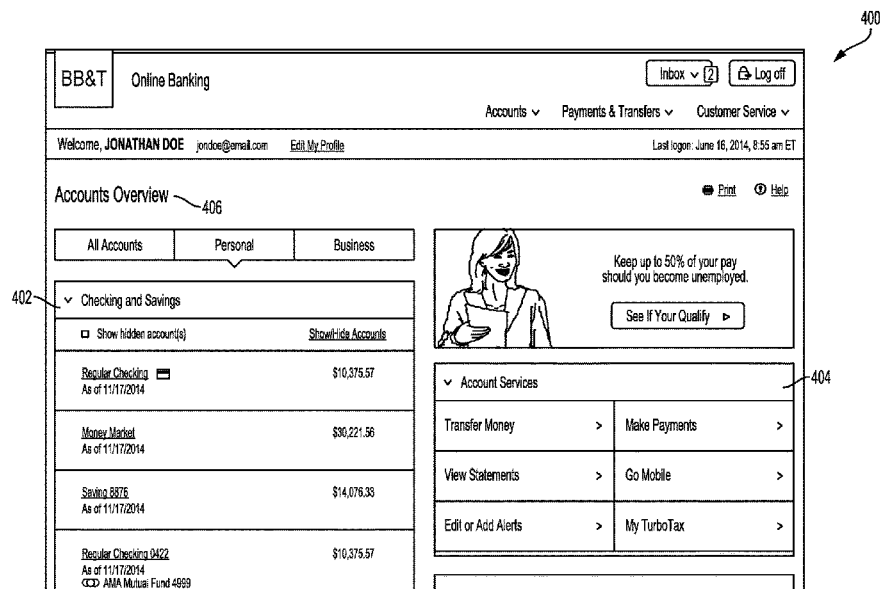 400
BB&T Online Banking
Inbox 2 Log off
Accounts Payments & Transfers Customer Service
Welcome, JONATHAN DOE jondoe@email.com Edit My Profile Last logon: June 16, 2014, 8:55 am ET
Accounts Overview 406
Print Help
All Accounts Personal Business
402
Checking and Savings
Show hidden account(s) Show/Hide Accounts
Regular Checking $10,375.57
As of 11/17/2014
Money Market $30,221.56
As of 11/17/2014
Saving 8876 $14,076.33
As of 11/17/2014
Regular Checking 0422 $10,375.57
As of 11/17/2014
AMA Mutual Fund 4999
Keep up to 50% of your pay
should you become unemployed.
See If Your Qualify
Account Services 404
Transfer Money > Make Payments >
View Statements > Go Mobile >
Edit or Add Alerts > My TurboTax >